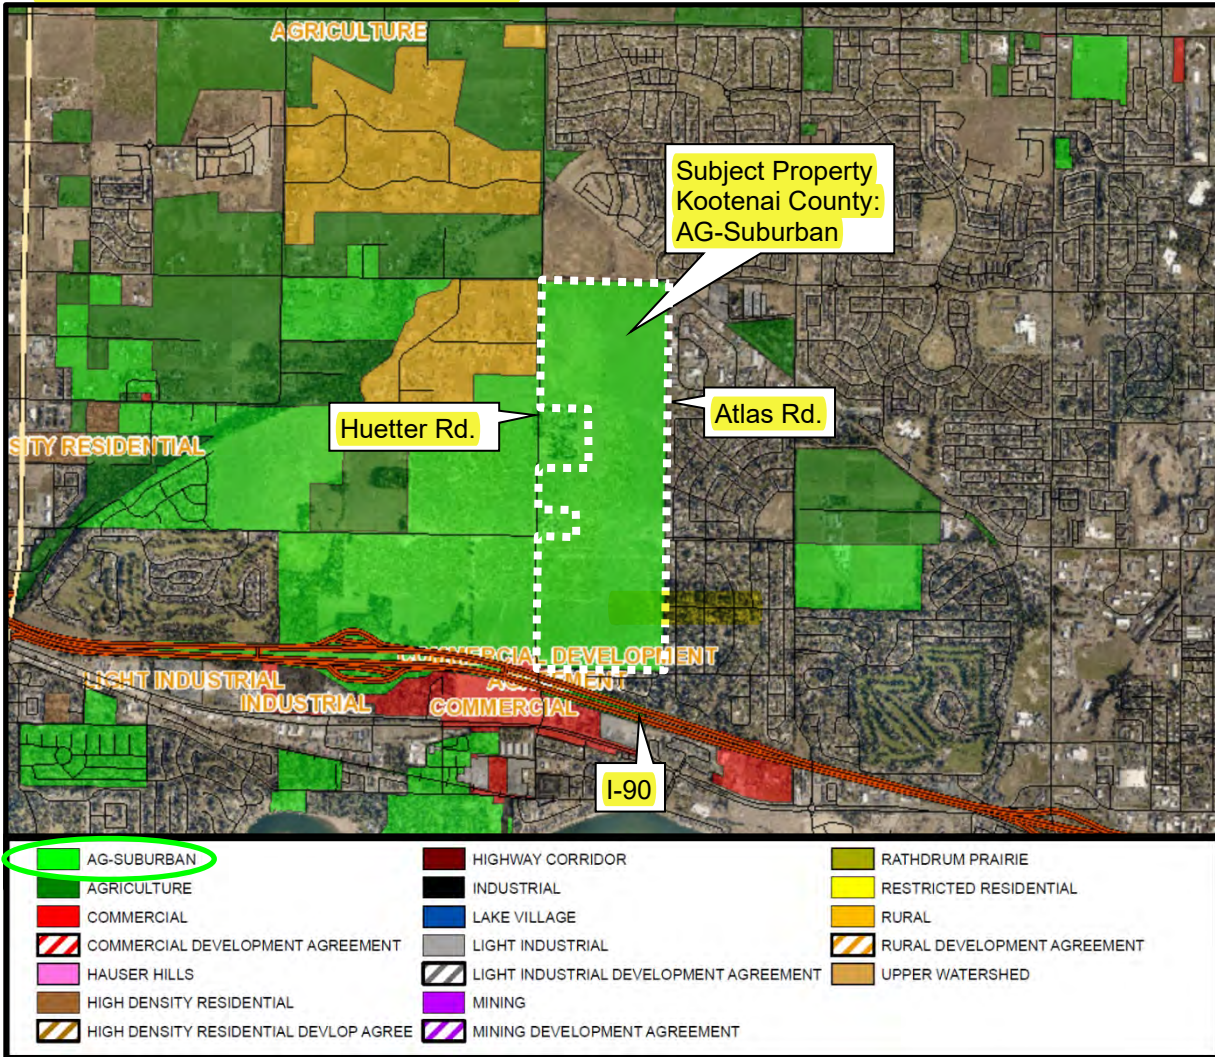 AGRICULTURE
Subject Property
Kootenai County:
AG-Suburban
Huetter Rd.
Atlas Rd.
SITY RESIDENTIAL
COMMERCIAL DEVELOPMENT
AGREEMENT
LIGHT INDUSTRIAL
INDUSTRIAL
COMMERCIAL
I-90
AG-SUBURBAN
AGRICULTURE
COMMERCIAL
COMMERCIAL DEVELOPMENT AGREEMENT
HAUSER HILLS
HIGH DENSITY RESIDENTIAL
HIGH DENSITY RESIDENTIAL DEVLOP AGREE
HIGHWAY CORRIDOR
INDUSTRIAL
LAKE VILLAGE
LIGHT INDUSTRIAL
LIGHT INDUSTRIAL DEVELOPMENT AGREEMENT
MINING
MINING DEVELOPMENT AGREEMENT
RATHDRUM PRAIRIE
RESTRICTED RESIDENTIAL
RURAL
RURAL DEVELOPMENT AGREEMENT
UPPER WATERSHED